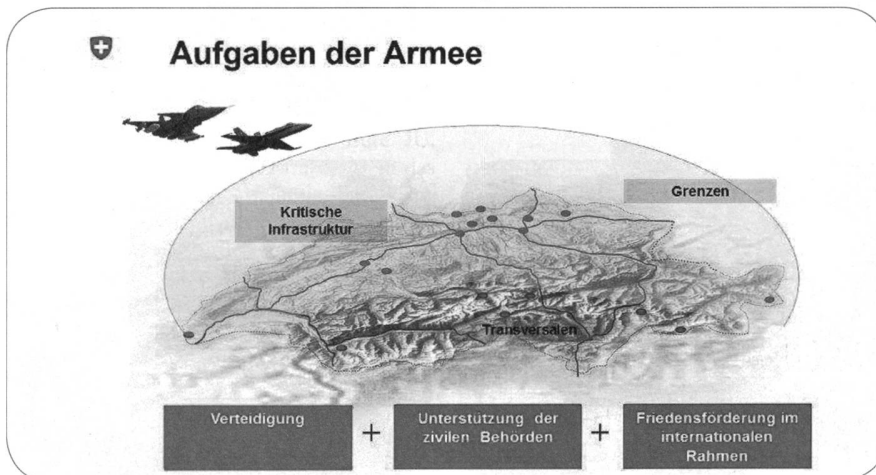 Aufgaben der Armee
Grenzen
Kritische
Infrastruktur
Transversalen
Verteidigung
+
Unterstützung der
zivilen Behörden
+
Friedensförderung im
internationalen
Rahmen